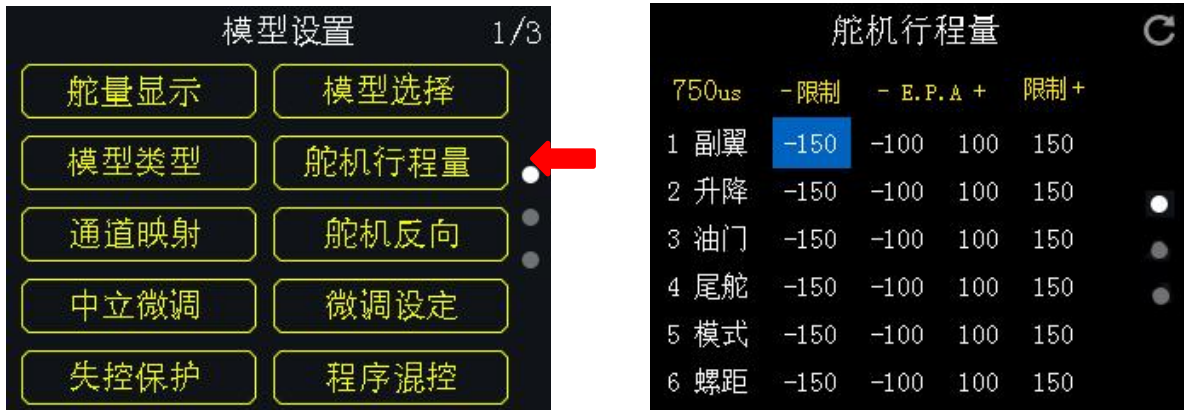 模型设置 1/3
舵量显示 模型选择
模型类型 舵机行程量
通道映射 舵机反向
中立微调 微调设定
失控保护 程序混控
舵机行程量
750us -限制 - E.P.A + 限制+
1 副翼 -150 -100 100 150
2 升降 -150 -100 100 150
3 油门 -150 -100 100 150
4 尾舵 -150 -100 100 150
5 模式 -150 -100 100 150
6 螺距 -150 -100 100 150